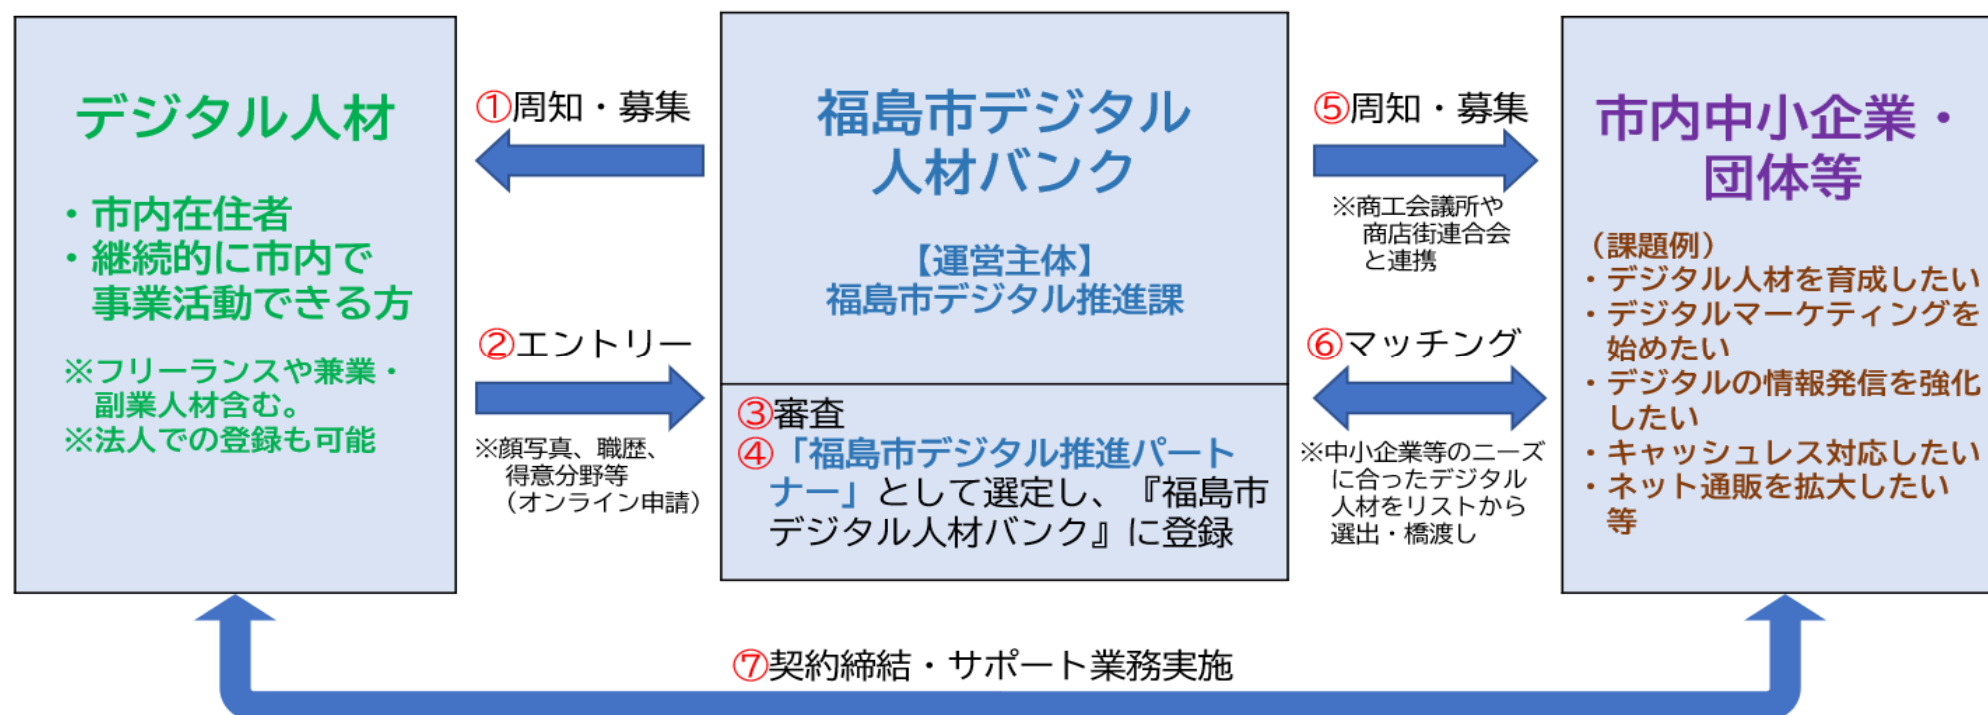 デジタル人材
・市内在住者
・継続的に市内で
事業活動できる方
※フリーランスや兼業・
副業人材含む。
※法人での登録も可能
①周知・募集
②エントリー
※顔写真、職歴、
得意分野等
（オンライン申請）
福島市デジタル
人材バンク
【運営主体】
福島市デジタル推進課
③審査
④「福島市デジタル推進パート
ナー」として選定し、『福島市
デジタル人材バンク』に登録
⑤周知・募集
※商工会議所や
商店街連合会
と連携
⑥マッチング
※中小企業等のニーズ
に合ったデジタル
人材をリストから
選出・橋渡し
市内中小企業・
団体等
（課題例）
・デジタル人材を育成したい
・デジタルマーケティングを
始めたい
・デジタルの情報発信を強化
したい
・キャッシュレス対応したい
・ネット通販を拡大したい
等
⑦契約締結・サポート業務実施